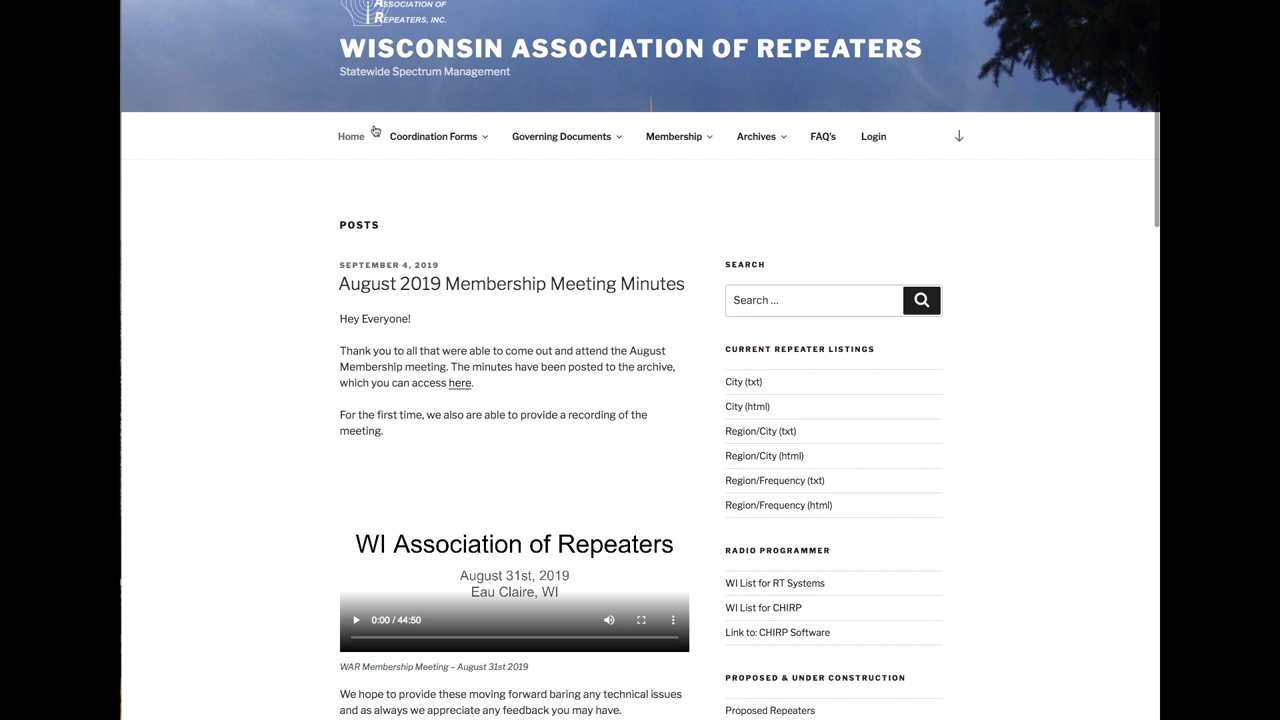 ASSOCIATION OF
REPEATERS, INC.
WISCONSIN ASSOCIATION OF REPEATERS
Statewide Spectrum Management
Home Coordination Forms Governing Documents Membership Archives FAQ's Login
POSTS
SEPTEMBER 4, 2019
August 2019 Membership Meeting Minutes
Hey Everyone!
Thank you to all that were able to come out and attend the August
Membership meeting. The minutes have been posted to the archive,
which you can access here.
For the first time, we also are able to provide a recording of the
meeting.
WI Association of Repeaters
August 31st, 2019
Eau Claire, WI
0:00 / 44:50
WAR Membership Meeting – August 31st 2019
We hope to provide these moving forward baring any technical issues
and as always we appreciate any feedback you may have.
SEARCH
Search …
CURRENT REPEATER LISTINGS
City (txt)
City (html)
Region/City (txt)
Region/City (html)
Region/Frequency (txt)
Region/Frequency (html)
RADIO PROGRAMMER
WI List for RT Systems
WI List for CHIRP
Link to: CHIRP Software
PROPOSED & UNDER CONSTRUCTION
Proposed Repeaters